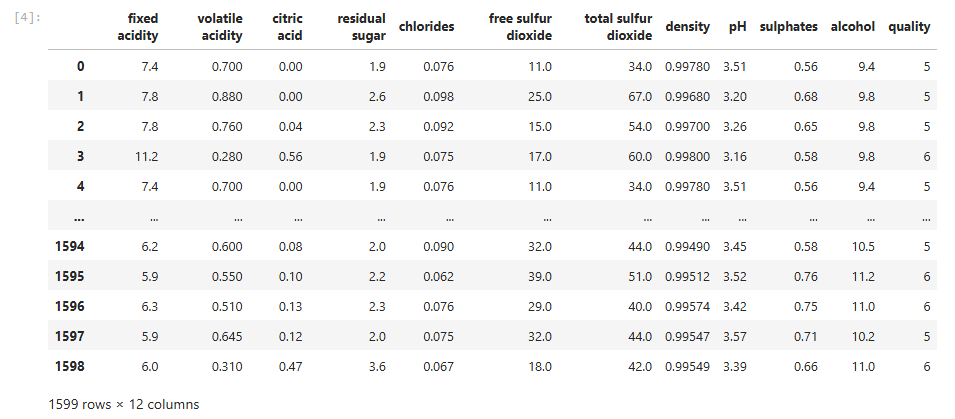 [4]:
fixed acidity volatile acidity citric acid residual sugar chlorides free sulfur dioxide total sulfur dioxide density pH sulphates alcohol quality
0 7.4 0.700 0.00 1.9 0.076 11.0 34.0 0.99780 3.51 0.56 9.4 5
1 7.8 0.880 0.00 2.6 0.098 25.0 67.0 0.99680 3.20 0.68 9.8 5
2 7.8 0.760 0.04 2.3 0.092 15.0 54.0 0.99700 3.26 0.65 9.8 5
3 11.2 0.280 0.56 1.9 0.075 17.0 60.0 0.99800 3.16 0.58 9.8 6
4 7.4 0.700 0.00 1.9 0.076 11.0 34.0 0.99780 3.51 0.56 9.4 5
... ... ... ... ... ... ... ... ... ... ... ... ...
1594 6.2 0.600 0.08 2.0 0.090 32.0 44.0 0.99490 3.45 0.58 10.5 5
1595 5.9 0.550 0.10 2.2 0.062 39.0 51.0 0.99512 3.52 0.76 11.2 6
1596 6.3 0.510 0.13 2.3 0.076 29.0 40.0 0.99574 3.42 0.75 11.0 6
1597 5.9 0.645 0.12 2.0 0.075 32.0 44.0 0.99547 3.57 0.71 10.2 5
1598 6.0 0.310 0.47 3.6 0.067 18.0 42.0 0.99549 3.39 0.66 11.0 6
1599 rows × 12 columns